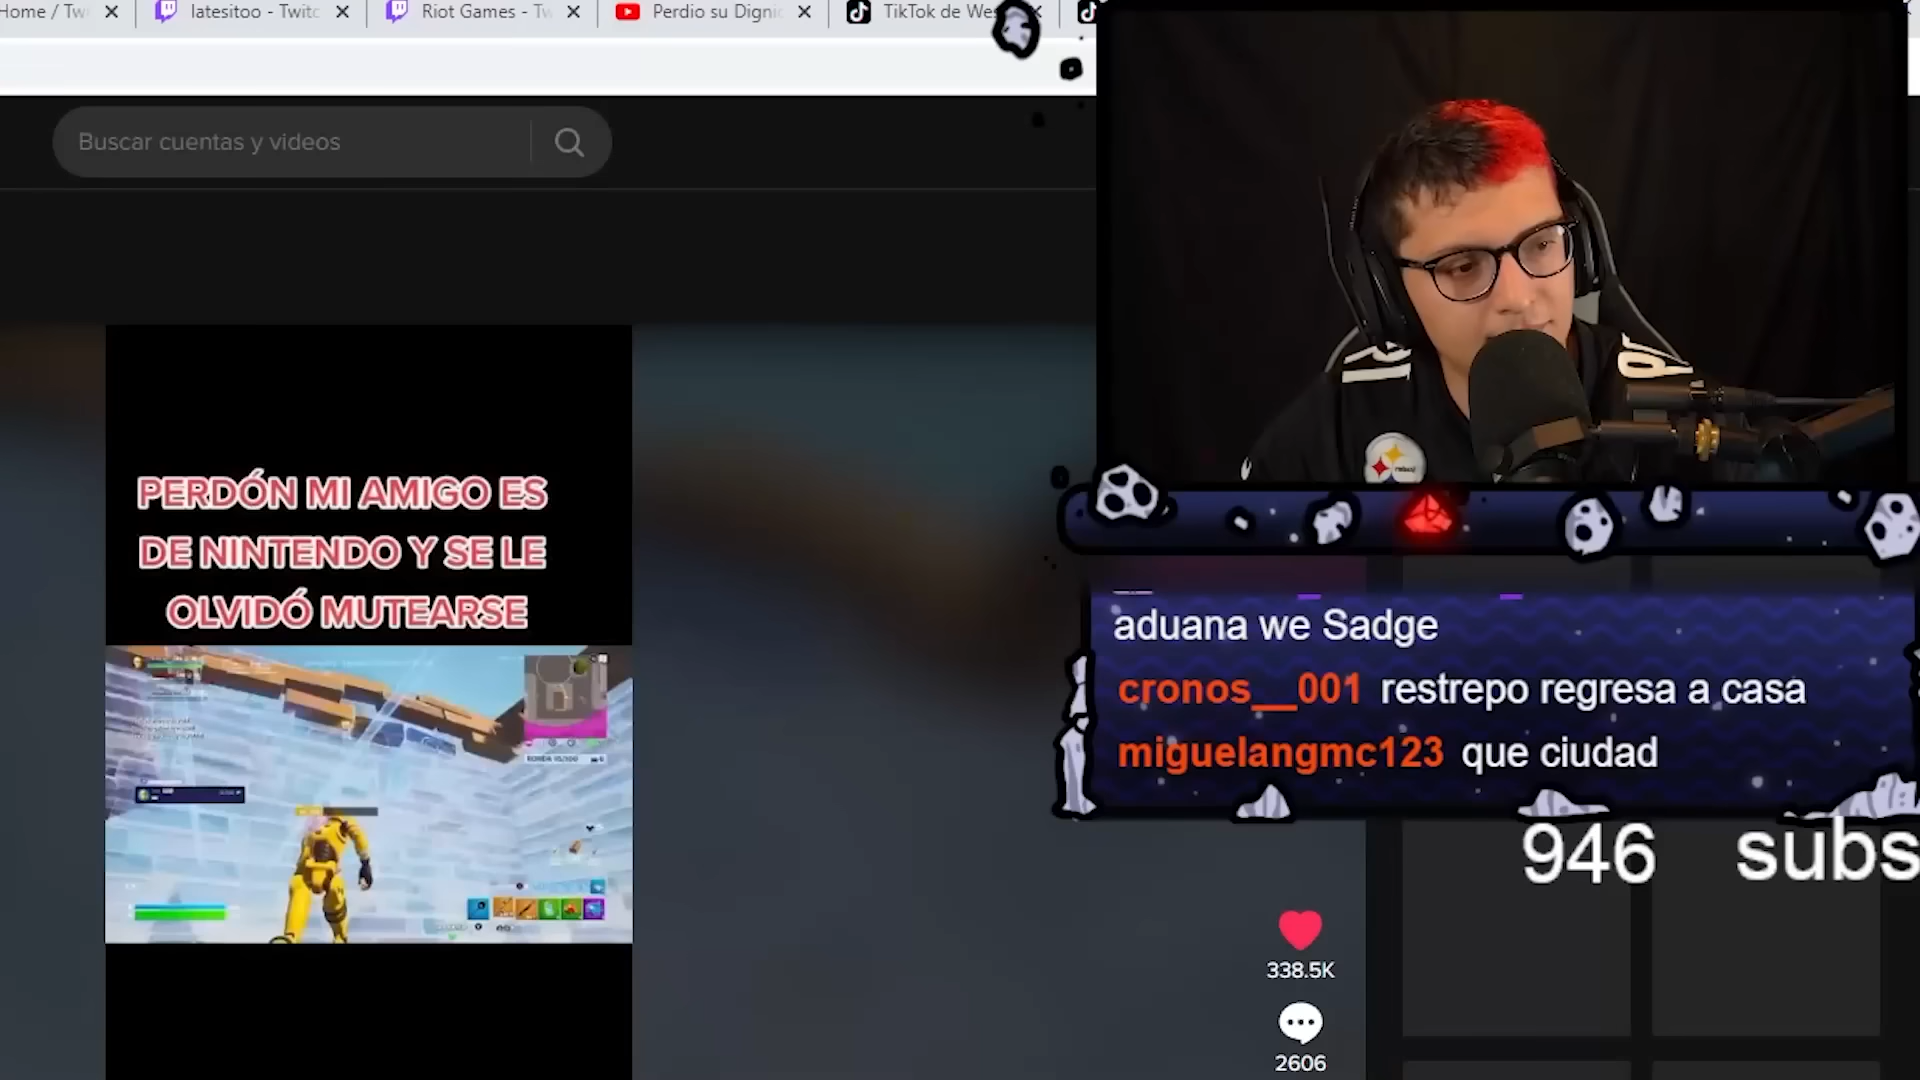 Home / Tw
latesitoo - Twitc
Riot Games - Tw
Perdio su Digni
TikTok de Wes
Buscar cuentas y videos
PERDÓN MI AMIGO ES
DE NINTENDO Y SE LE
OLVIDÓ MUTEARSE
aduana we Sadge
cronos__001 restrepo regresa a casa
miguelangmc123 que ciudad
946 subs
338.5K
2606